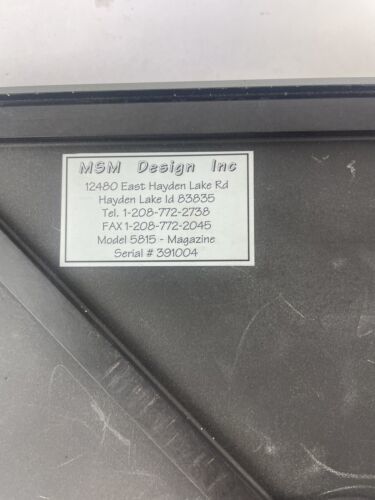 MSM Design Inc
12480 East Hayden Lake Rd
Hayden Lake Id 83835
Tel. 1-208-772-2738
FAX 1-208-772-2045
Model 5815 - Magazine
Serial # 391004